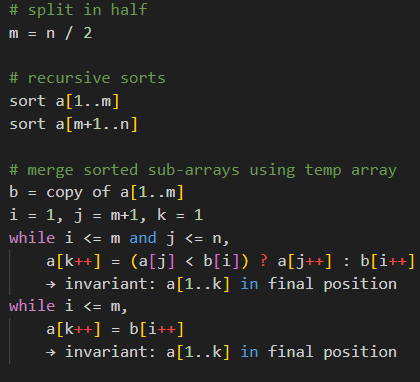 # split in half
m = n / 2
# recursive sorts
sort a[1..m]
sort a[m+1..n]
# merge sorted sub-arrays using temp array
b = copy of a[1..m]
i = 1, j = m+1, k = 1
while i <= m and j <= n,
    a[k++] = (a[j] < b[i]) ? a[j++] : b[i++]
    → invariant: a[1..k] in final position
while i <= m,
    a[k++] = b[i++]
    → invariant: a[1..k] in final position